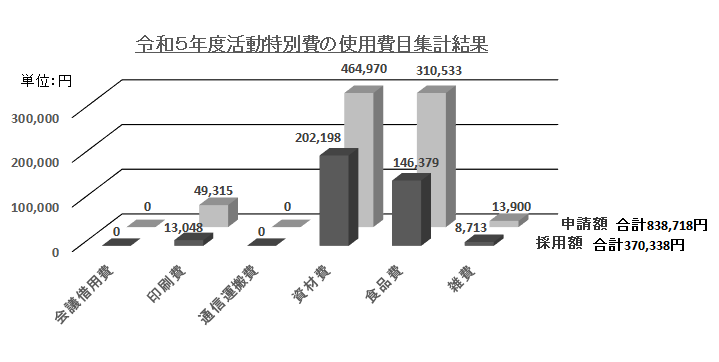 令和５年度活動特別費の使用費目集計結果
単位：円
464,970
310,533
300,000
202,198
200,000
146,379
100,000
49,315
0
0
13,900
0
13,048
0
8,713
0
申請額 合計838,718円
採用額 合計370,338円
会議借用費
印刷費
通信運搬費
資材費
食品費
雑費